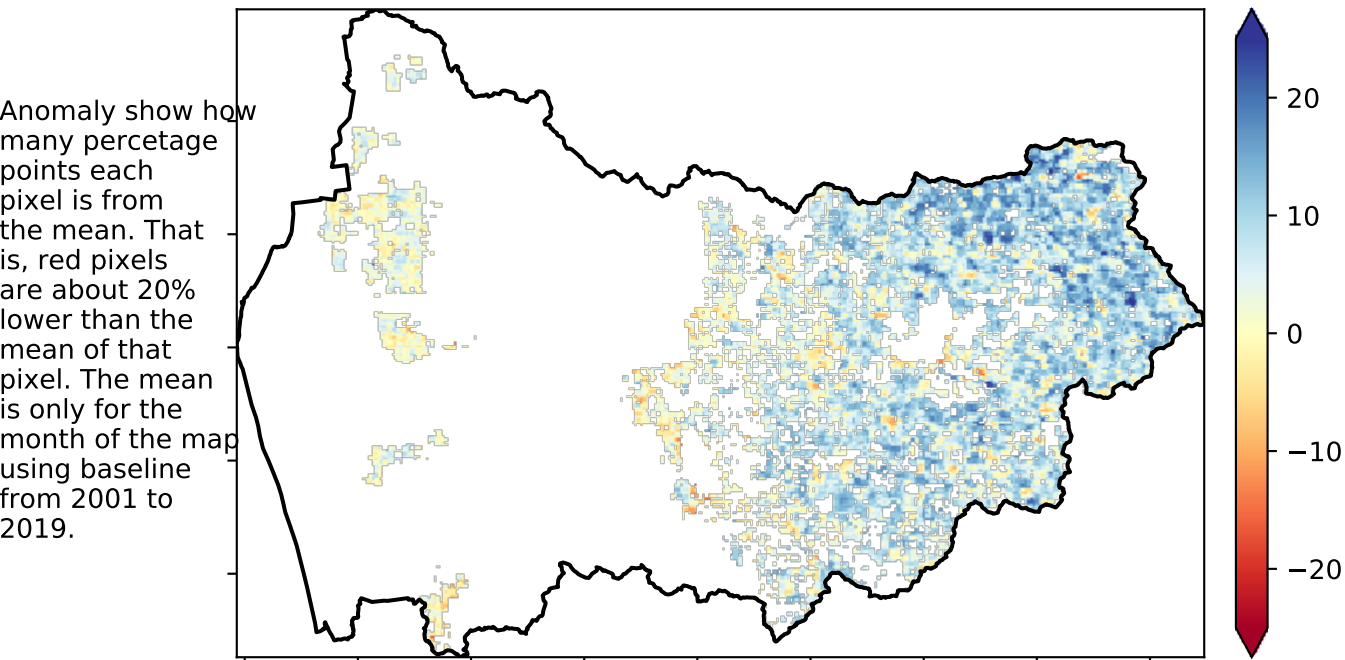 Anomaly show how
many percetage
points each
pixel is from
the mean. That
is, red pixels
are about 20%
lower than the
mean of that
pixel. The mean
is only for the
month of the map
using baseline
from 2001 to
2019.
20
10
0
−10
−20